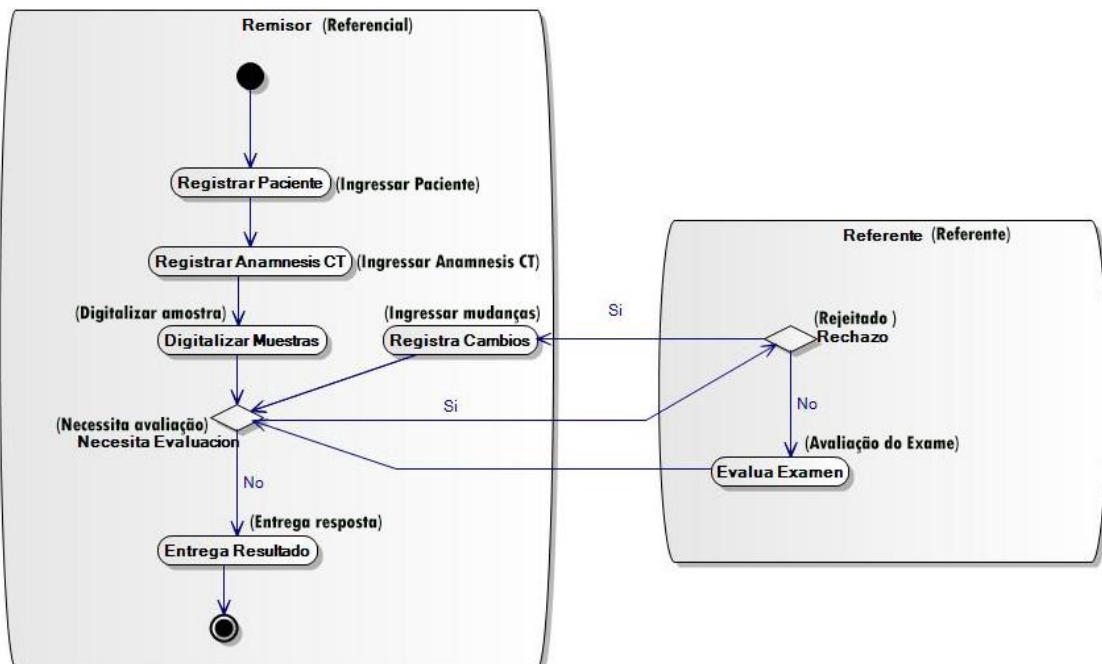 Remisor (Referencial)
Registrar Paciente (Ingressar Paciente)
Registrar Anamnesis CT (Ingressar Anamnesis CT)
(Digitalizar amostra)
Digitalizar Muestras
(Ingressar mudanças)
Registra Cambios
Si
(Necessita avaliação)
Necesita Evaluacion
Si
No
(Entrega resposta)
Entrega Resultado
Referente (Referente)
(Rejeitado )
Rechazo
No
(Avaliação do Exame)
Evalua Examen